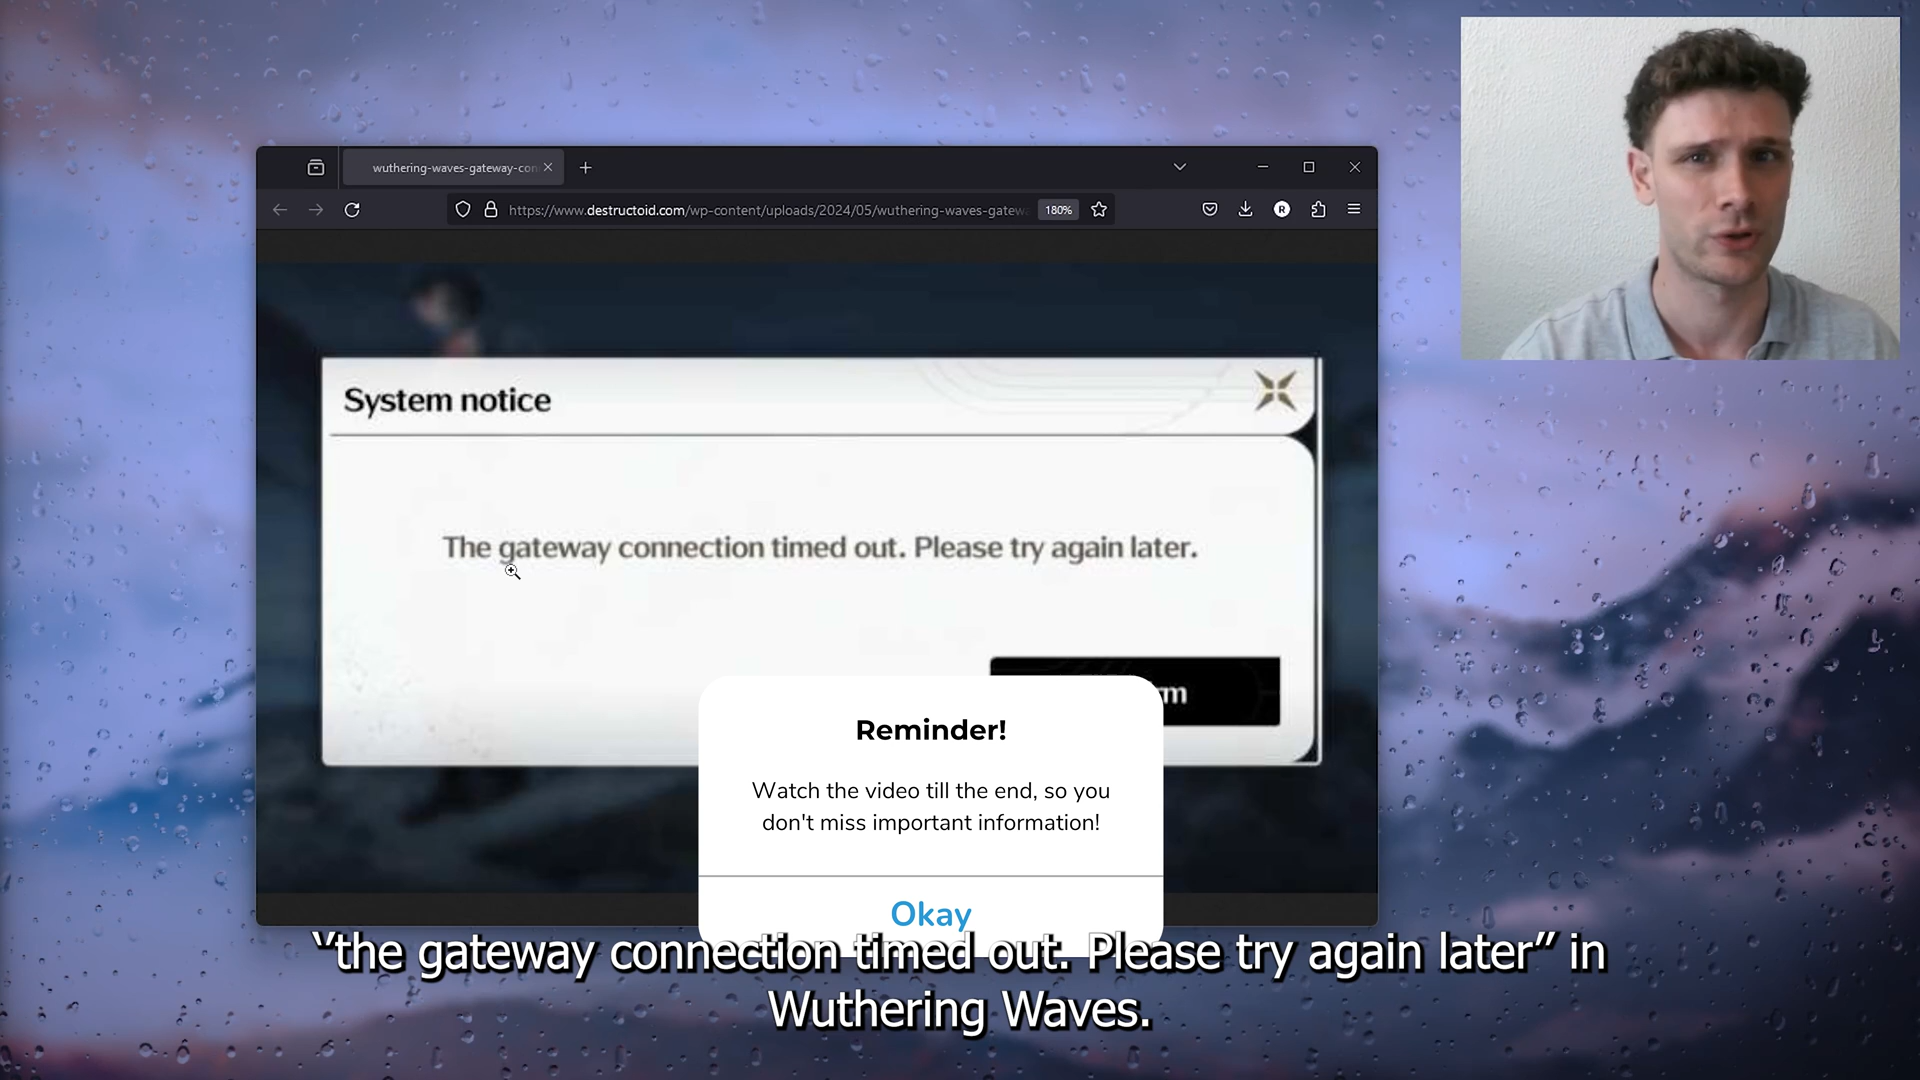 wuthering-waves-gateway-con
https://www.destructoid.com/wp-content/uploads/2024/05/wuthering-waves-gatew
180%
R
System notice
The gateway connection timed out. Please try again later.
rm
Reminder!
Watch the video till the end, so you
don't miss important information!
Okay
“the gateway connection timed out. Please try again later” in
Wuthering Waves.